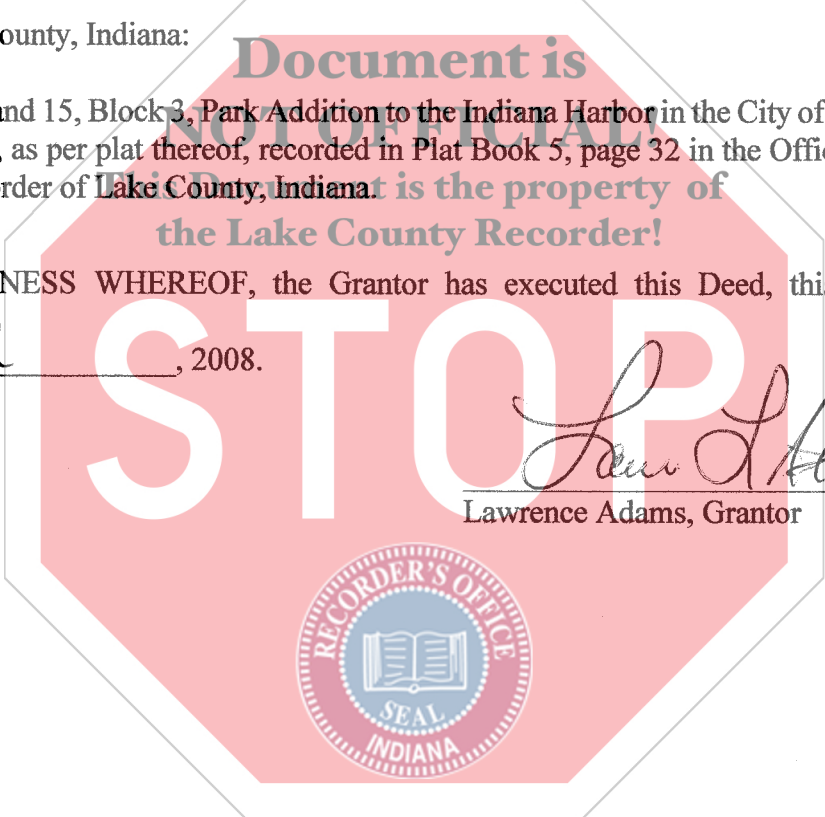 ounty, Indiana:
Document is
nd 15, Block 3, Park Addition to the Indiana Harbor in the City of
NOT OFFICIAL!
, as per plat thereof, recorded in Plat Book 5, page 32 in the Offic
rder of Lake County, Indiana.
This Document is the property of
the Lake County Recorder!
NESS WHEREOF, the Grantor has executed this Deed, this
, 2008.
STOP
Lawrence Adams, Grantor
RECORDER'S OFFICE
SEAL
INDIANA